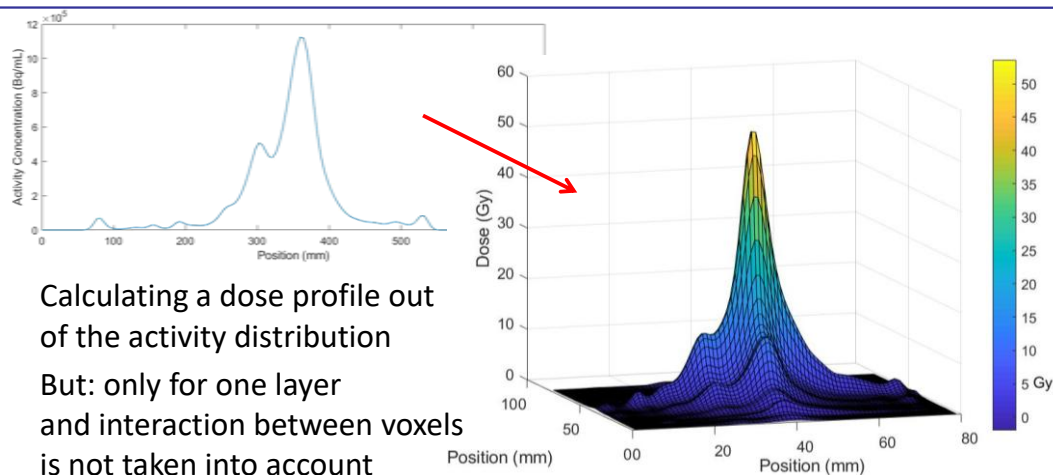 ×10⁵
12
10
8
6
4
2
0
Activity Concentration (Bq/mL)
0 100 200 300 400 500
Position (mm)
60
50
40
30
20
10
0
Dose (Gy)
100
50
00
20
40
60
80
Position (mm)
Position (mm)
50
45
40
35
30
25
20
15
10
5 Gy
0
Calculating a dose profile out
of the activity distribution
But: only for one layer
and interaction between voxels
is not taken into account